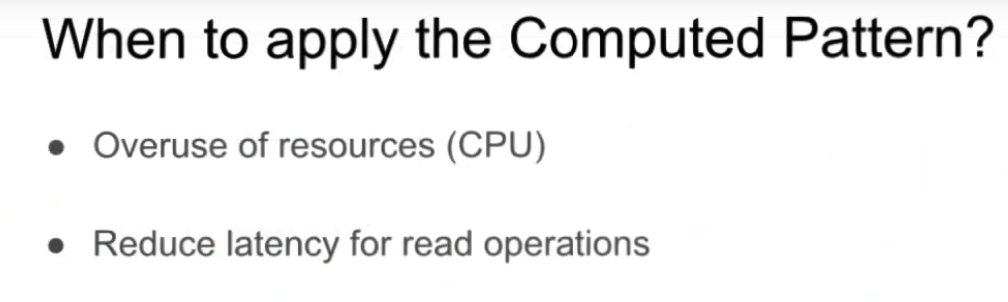 When to apply the Computed Pattern?
● Overuse of resources (CPU)
● Reduce latency for read operations